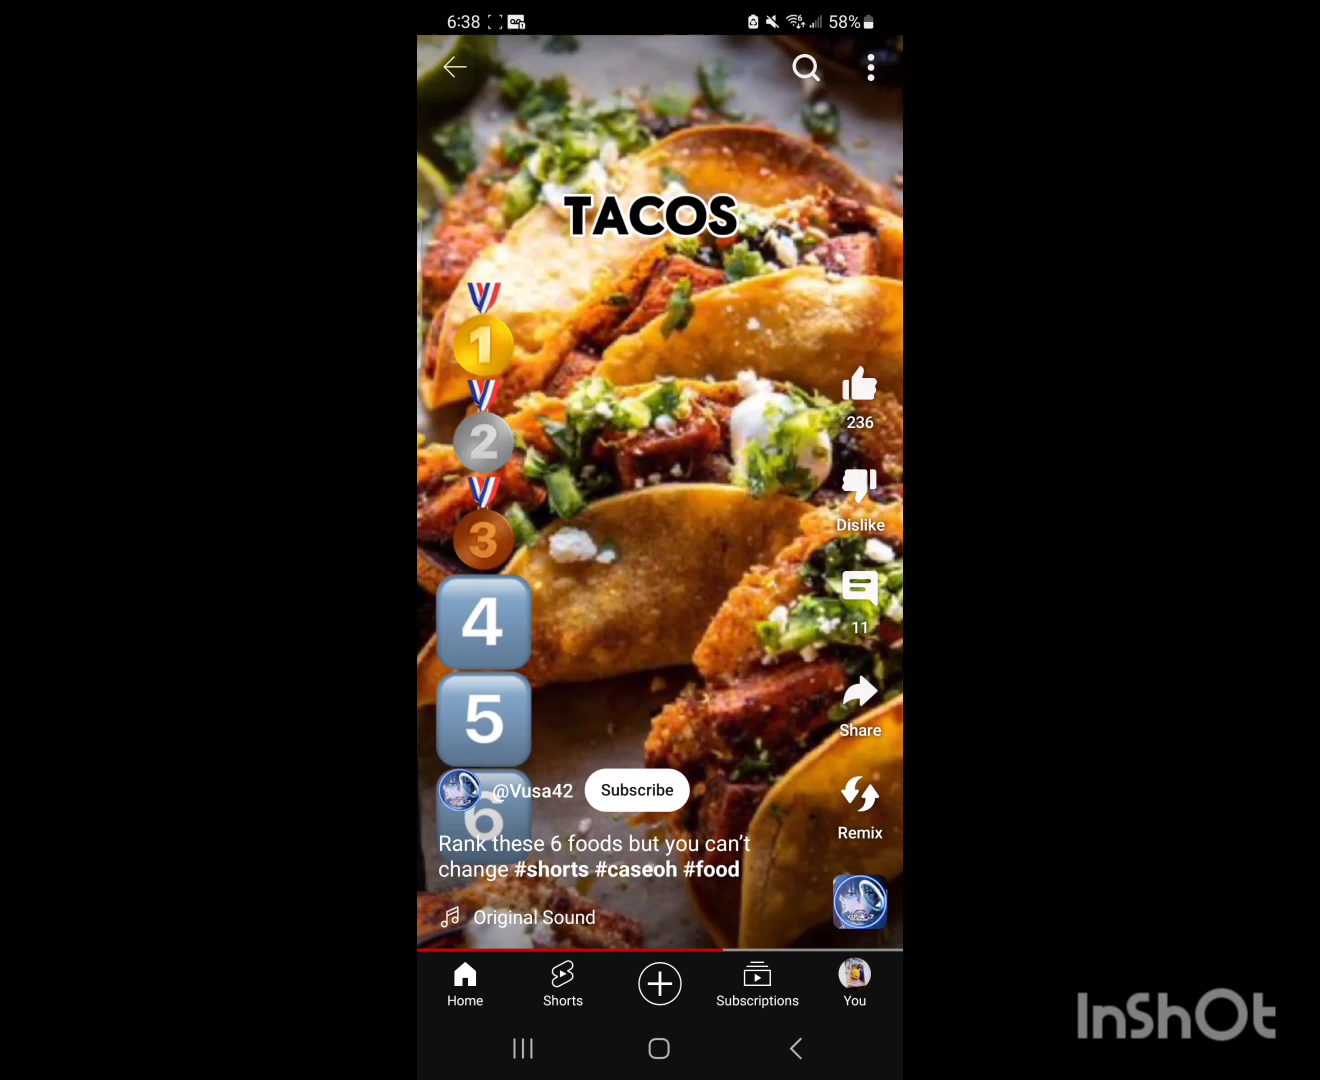 6:38
58%
TACOS
1
2
3
4
5
6
236
Dislike
11
Share
Remix
@Vusa42
Subscribe
Rank these 6 foods but you can't
change #shorts #caseoh #food
Original Sound
Home
Shorts
Subscriptions
You
InShOt